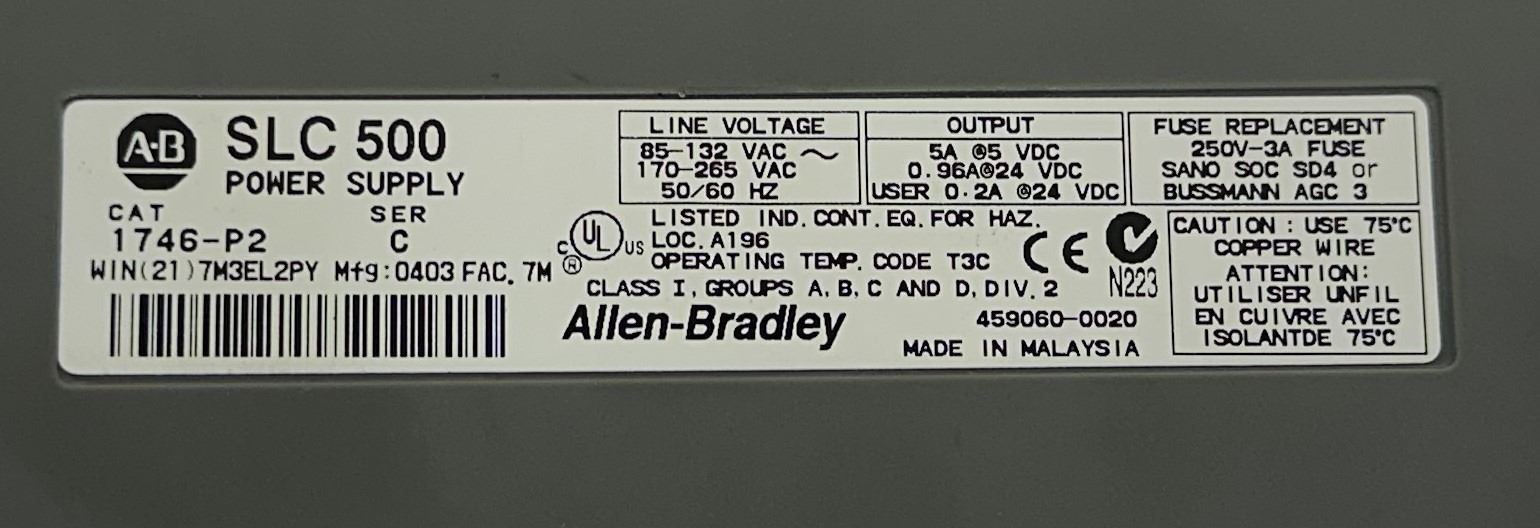 A-B
SLC 500
POWER SUPPLY
CAT SER
1746-P2 C
WIN(21)7M3EL2PY Mfg:0403 FAC. 7M
LINE VOLTAGE
85-132 VAC ~
170-265 VAC
50/60 HZ
OUTPUT
5A @5 VDC
0.96A@24 VDC
USER 0.2A @24 VDC
FUSE REPLACEMENT
250V-3A FUSE
SANO SOC SD4 or
BUSSMANN AGC 3
C UL US ®
LISTED IND. CONT. EQ. FOR HAZ.
LOC. A196
OPERATING TEMP. CODE T3C
CLASS I, GROUPS A, B, C AND D, DIV. 2
CE
N223
Allen-Bradley
459060-0020
MADE IN MALAYSIA
CAUTION : USE 75°C
COPPER WIRE
ATTENTION:
UTILISER UNFIL
EN CUIVRE AVEC
ISOLANTDE 75°C